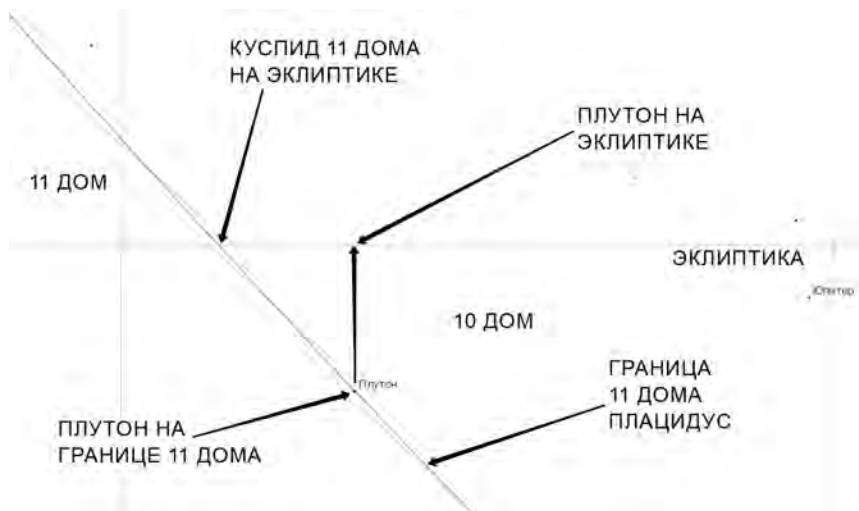 КУСПИД 11 ДОМА
НА ЭКЛИПТИКЕ
ПЛУТОН НА
ЭКЛИПТИКЕ
11 ДОМ
ЭКЛИПТИКА
Юпитер
10 ДОМ
ГРАНИЦА
11 ДОМА
ПЛАЦИДУС
Плутон
ПЛУТОН НА
ГРАНИЦЕ 11 ДОМА